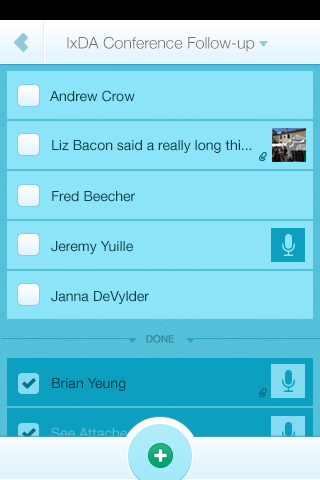 IxDA Conference Follow-up
Andrew Crow
Liz Bacon said a really long thi...
Fred Beecher
Jeremy Yuille
Janna DeVylder
DONE
Brian Yeung
See Attache